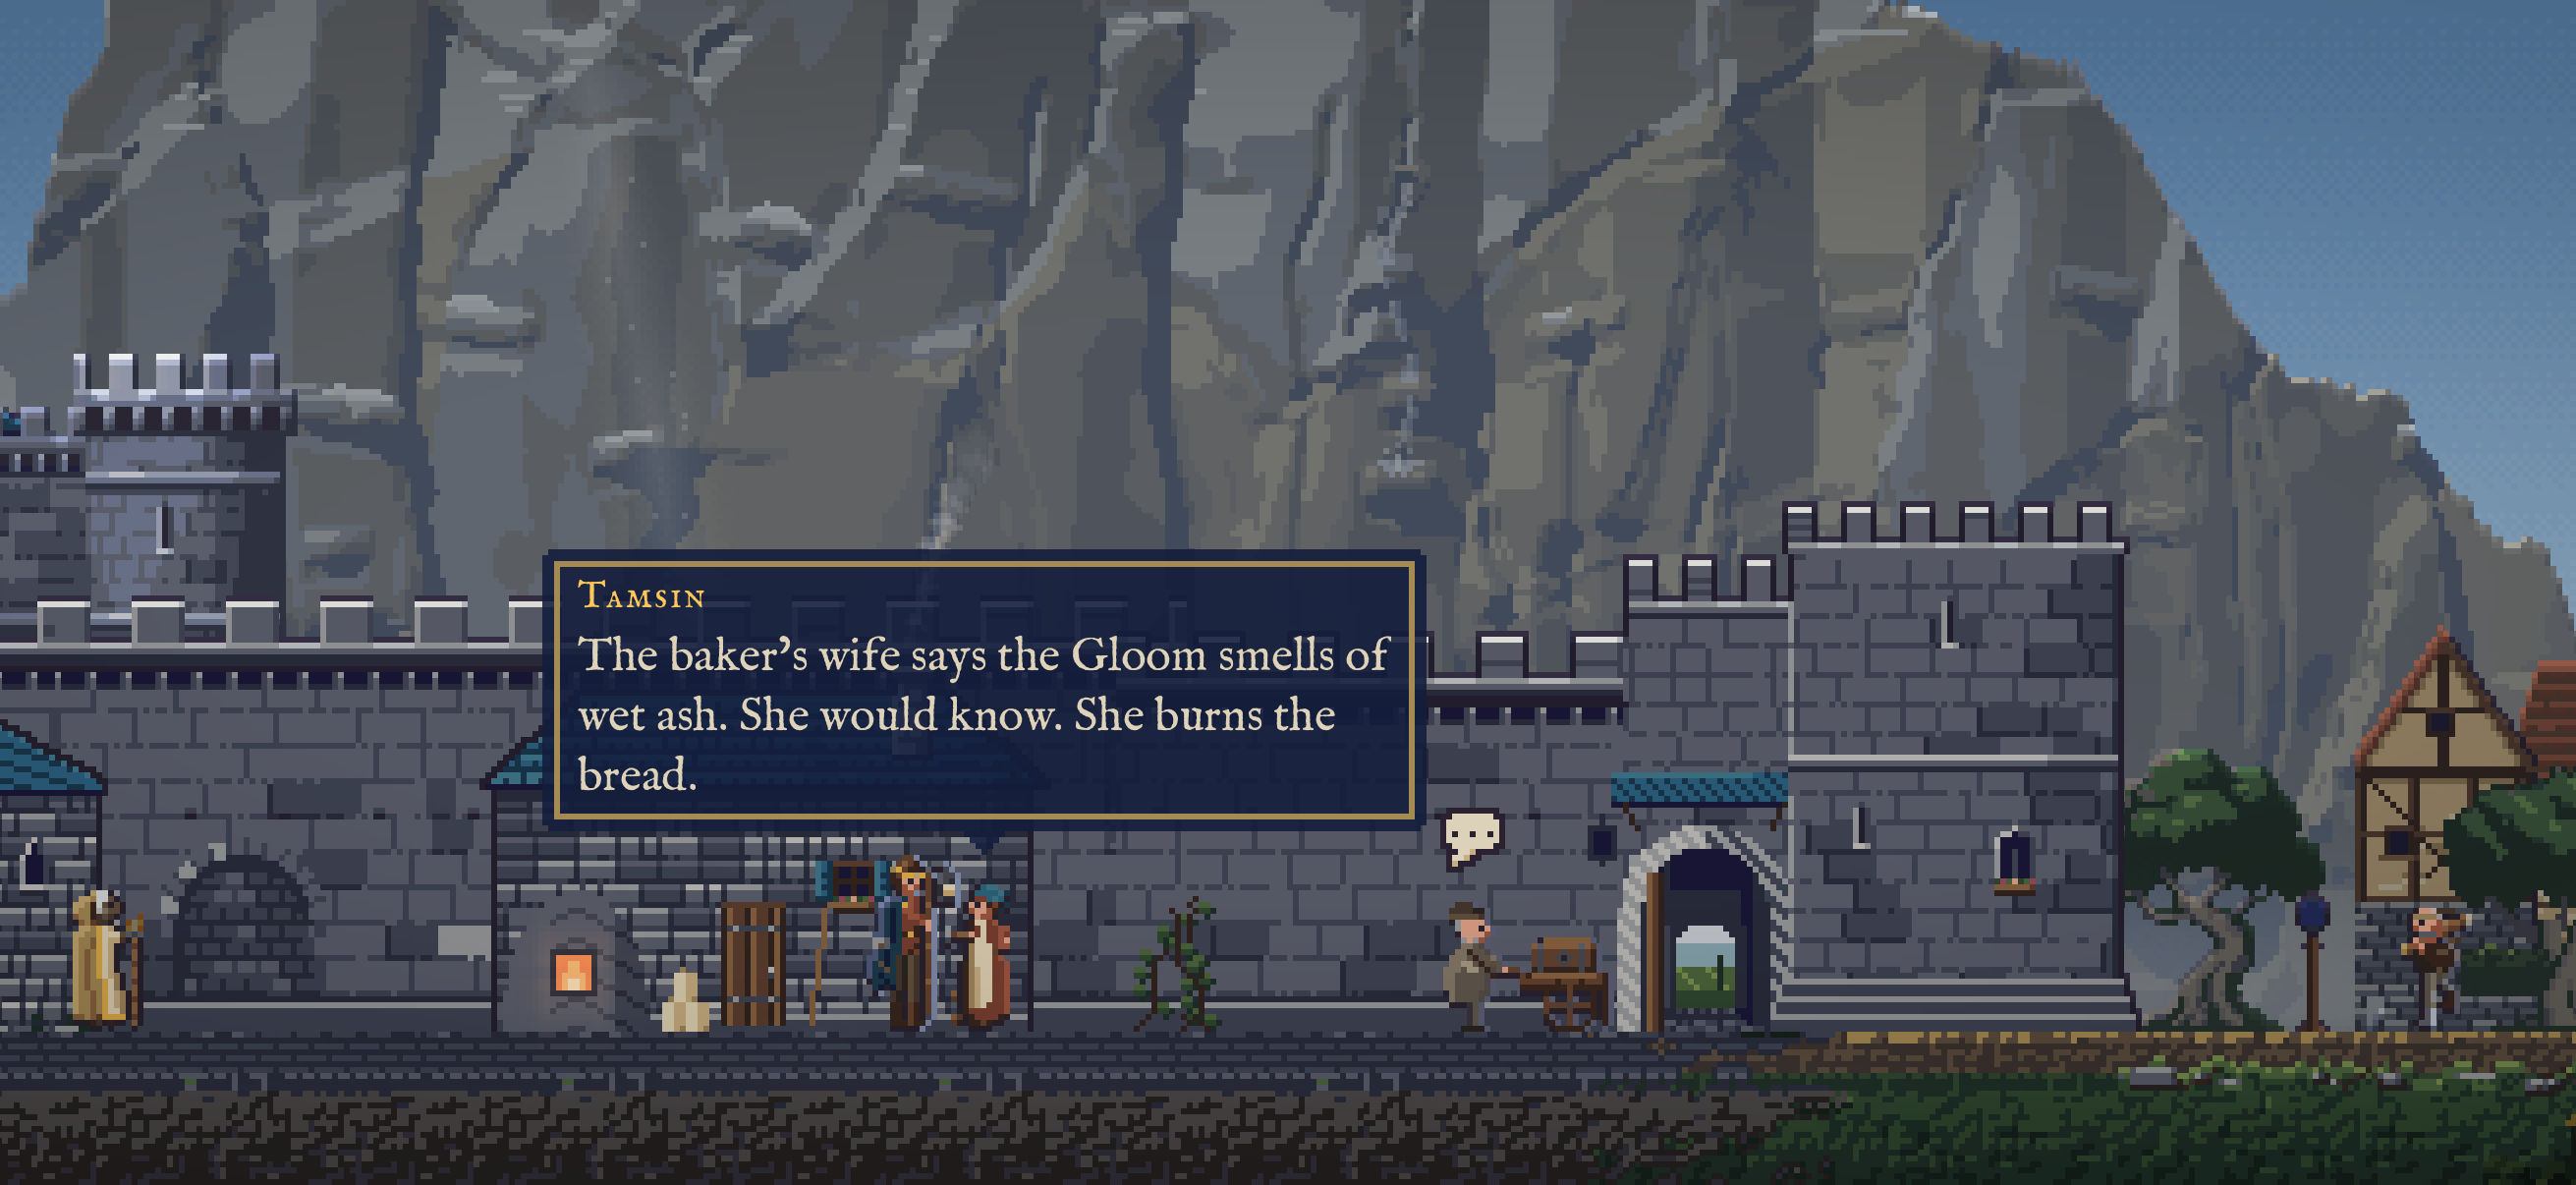 Tamsin
The baker’s wife says the Gloom smells of
wet ash. She would know. She burns the
bread.